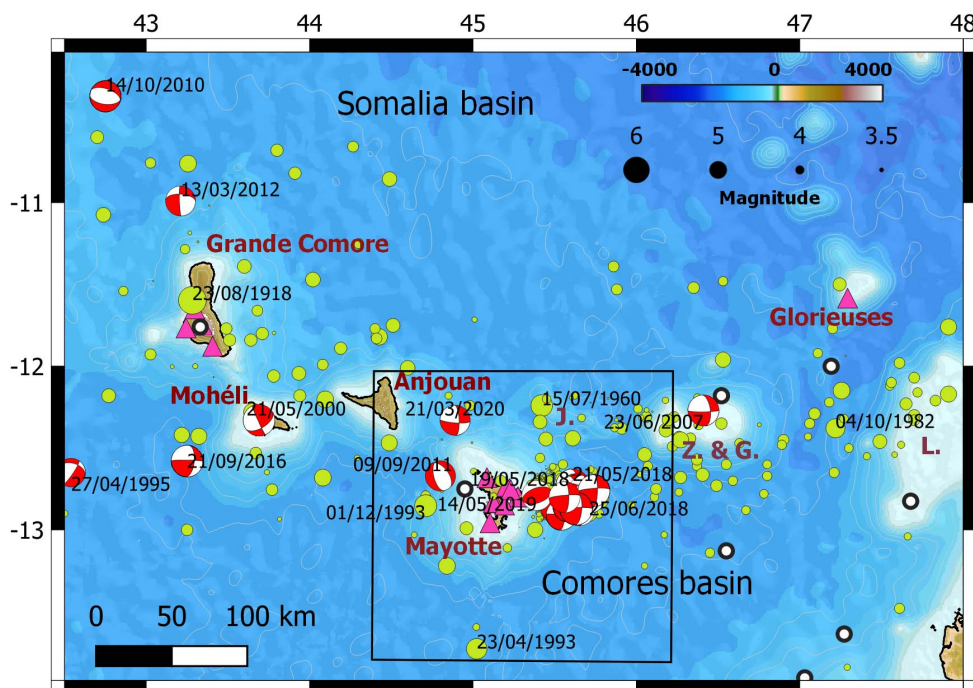 43 44 45 46 47 48
-4000 0 4000
14/10/2010
Somalia basin
6 5 4 3.5
Magnitude
13/03/2012
-11
Grande Comore
23/08/1918
Glorieuses
-12
Mohéli
Anjouan
21/05/2000
21/03/2020
15/07/1960
J.
23/06/2007
04/10/1982
Z. & G.
L.
21/09/2016
27/04/1995
09/09/2011
19/05/2018
21/05/2018
01/12/1993
14/05/2019
25/06/2018
-13
Mayotte
Comores basin
0 50 100 km
23/04/1993